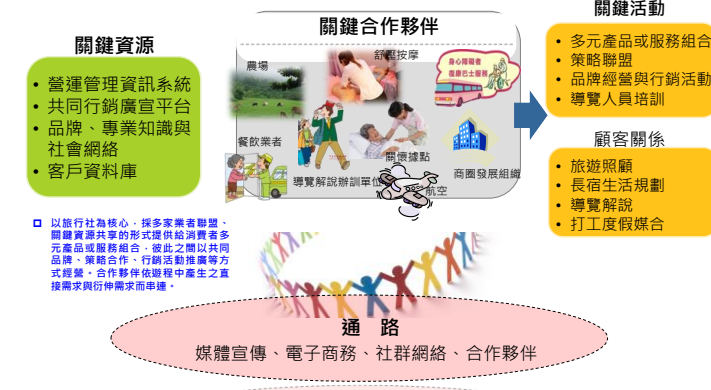 關鍵資源
• 營運管理資訊系統
• 共同行銷廣宣平台
• 品牌、專業知識與
社會網絡
• 客戶資料庫
以旅行社為核心，採多家業者聯盟、
關鍵資源共享的形式提供給消費者多
元產品或服務組合，彼此之間以共同
品牌、策略合作、行銷活動推廣等方
式經營。合作夥伴依遊程中產生之直
接需求與衍伸需求而串連。
關鍵合作夥伴
農場
舒壓按摩
身心障礙者
復康巴士服務
餐飲業者
關懷據點
導覽解說辦訓單位
商圈發展組織
航空
關鍵活動
• 多元產品或服務組合
• 策略聯盟
• 品牌經營與行銷活動
• 導覽人員培訓
顧客關係
• 旅遊照顧
• 長宿生活規劃
• 導覽解說
• 打工度假媒合
通 路
媒體宣傳、電子商務、社群網絡、合作夥伴